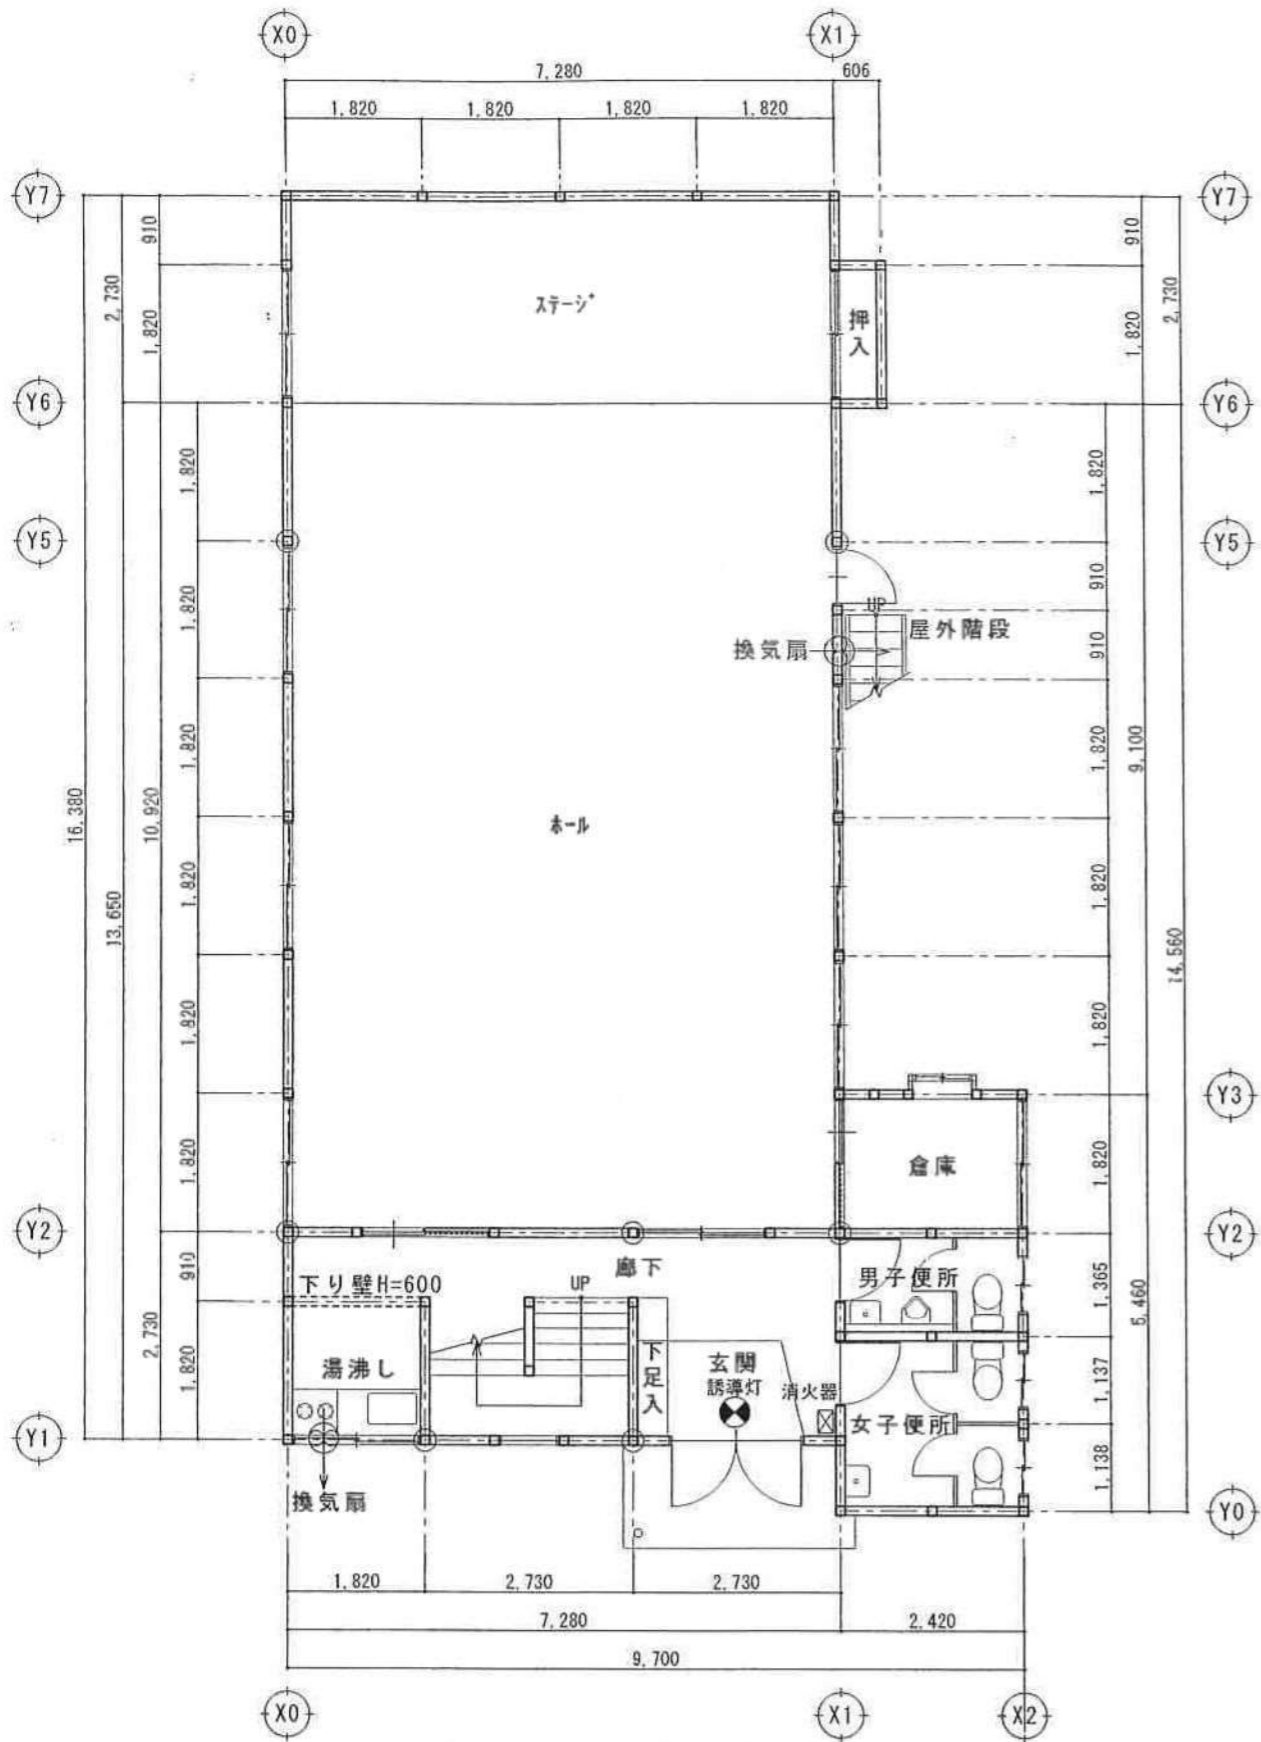 X0
X1
7,280
606
1,820
1,820
1,820
1,820
Y7
Y7
910
910
2,730
2,730
1,820
1,820
ステージ
押入
Y6
Y6
1,820
1,820
Y5
Y5
1,820
910
UP
屋外階段
換気扇
910
1,820
1,820
9,100
16,380
10,920
ホール
1,820
1,820
13,650
14,560
1,820
1,820
Y3
倉庫
1,820
1,820
Y2
Y2
910
廊下
男子便所
1,365
下り壁H=600
UP
5,460
2,730
1,820
湯沸し
下足入
玄関
誘導灯
消火器
1,137
女子便所
Y1
1,138
換気扇
Y0
1,820
2,730
2,730
7,280
2,420
9,700
X0
X1
X2